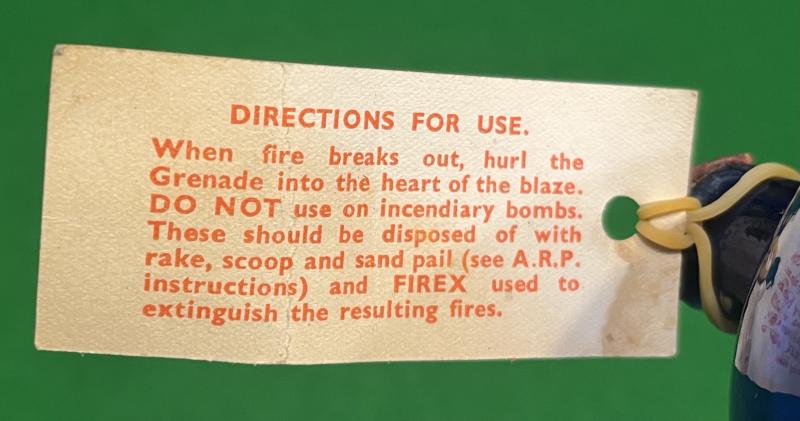 DIRECTIONS FOR USE.
When fire breaks out, hurl the
Grenade into the heart of the blaze.
DO NOT use on incendiary bombs.
These should be disposed of with
rake, scoop and sand pail (see A.R.P.
instructions) and FIREX used to
extinguish the resulting fires.